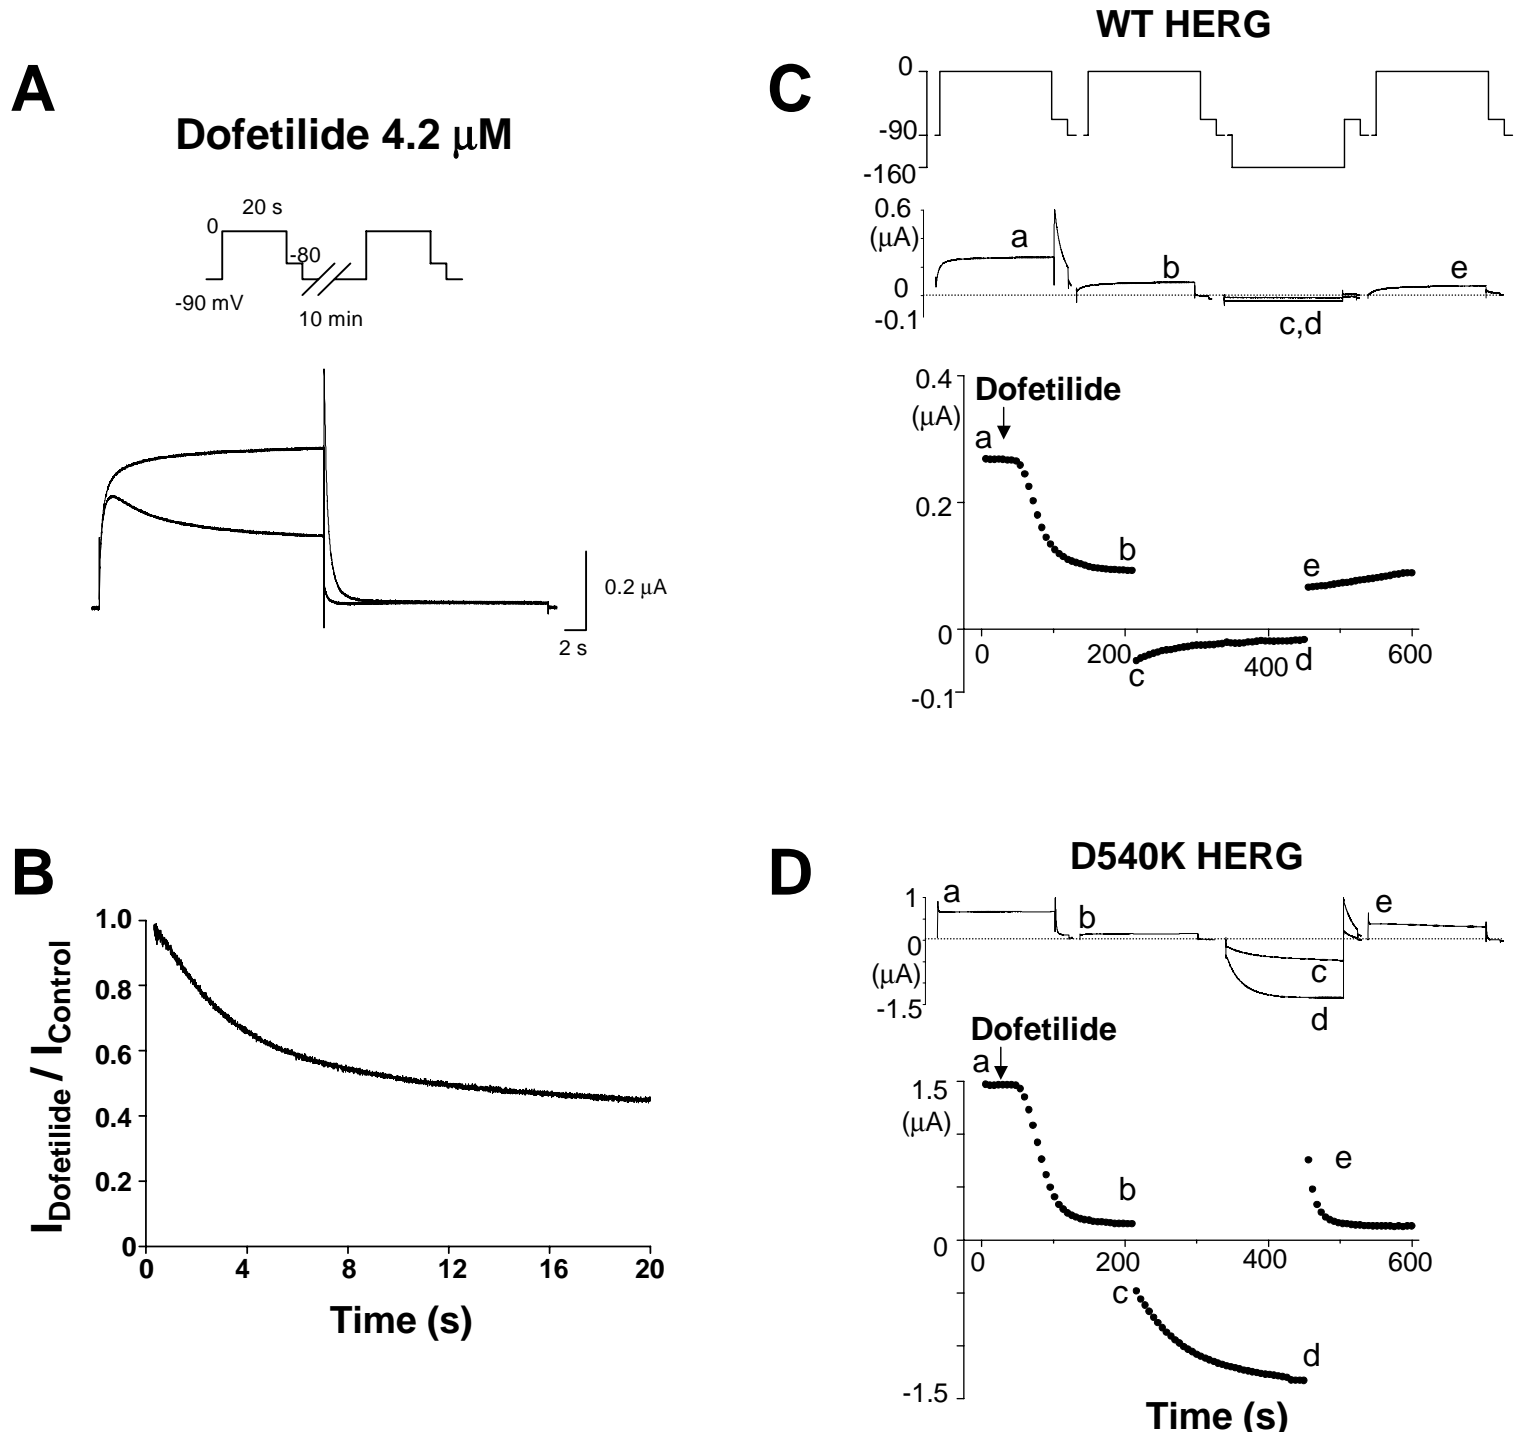 A
Dofetilide 4.2 μM
20 s
0
-80
-90 mV
10 min
0.2 μA
2 s
B
I Dofetilide / I Control
1.0
0.8
0.6
0.4
0.2
0
0 4 8 12 16 20
Time (s)
WT HERG
C
0
-90
-160
0.6
(μA)
0
-0.1
a
b
e
c,d
0.4
(μA)
0.2
0
-0.1
Dofetilide
a
b
e
c
d
0 200 400 600
D540K HERG
D
1
0
(μA)
-1.5
a
b
e
c
d
Dofetilide
a
1.5
(μA)
0
-1.5
b
e
c
d
0 200 400 600
Time (s)